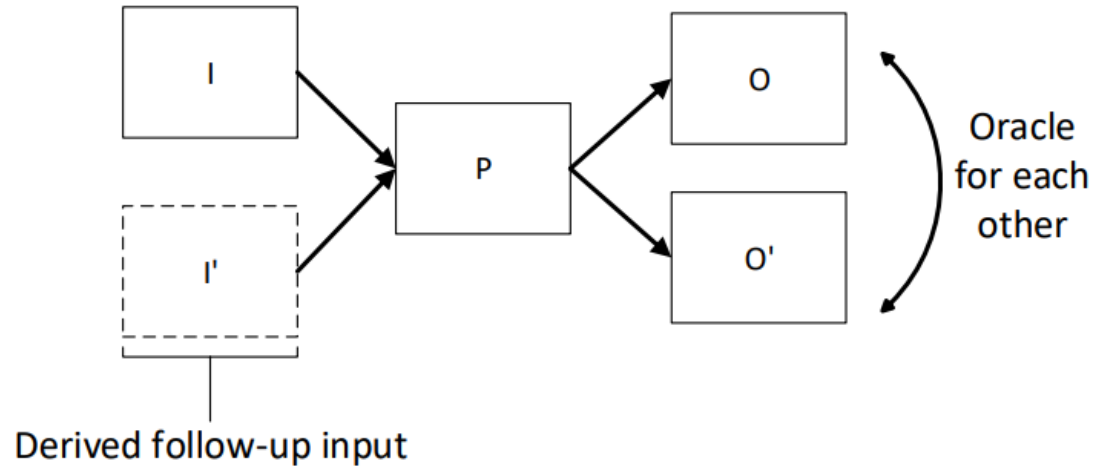 I
O
P
Oracle
for each
other
I'
O'
Derived follow-up input